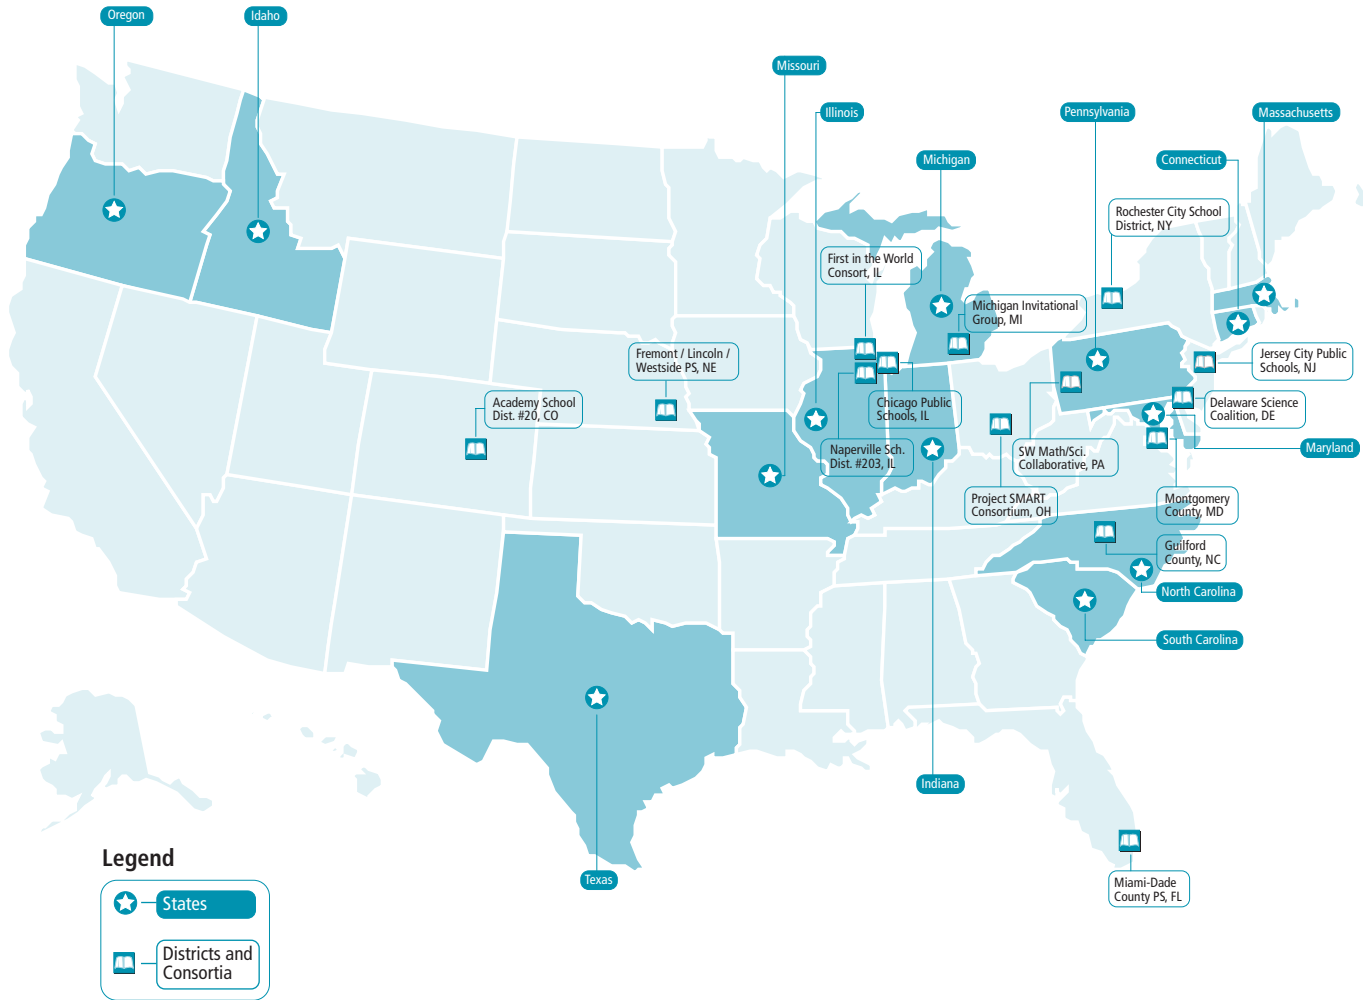 Oregon
Idaho
Missouri
Illinois
Pennsylvania
Massachusetts
Michigan
Connecticut
Rochester City School
District, NY
First in the World
Consort, IL
Michigan Invitational
Group, MI
Fremont / Lincoln /
Westside PS, NE
Jersey City Public
Schools, NJ
Academy School
Dist. #20, CO
Chicago Public
Schools, IL
Delaware Science
Coalition, DE
Naperville Sch.
Dist. #203, IL
SW Math/Sci.
Collaborative, PA
Maryland
Project SMART
Consortium, OH
Montgomery
County, MD
Guilford
County, NC
North Carolina
South Carolina
Indiana
Texas
Miami-Dade
County PS, FL
Legend
States
Districts and
Consortia